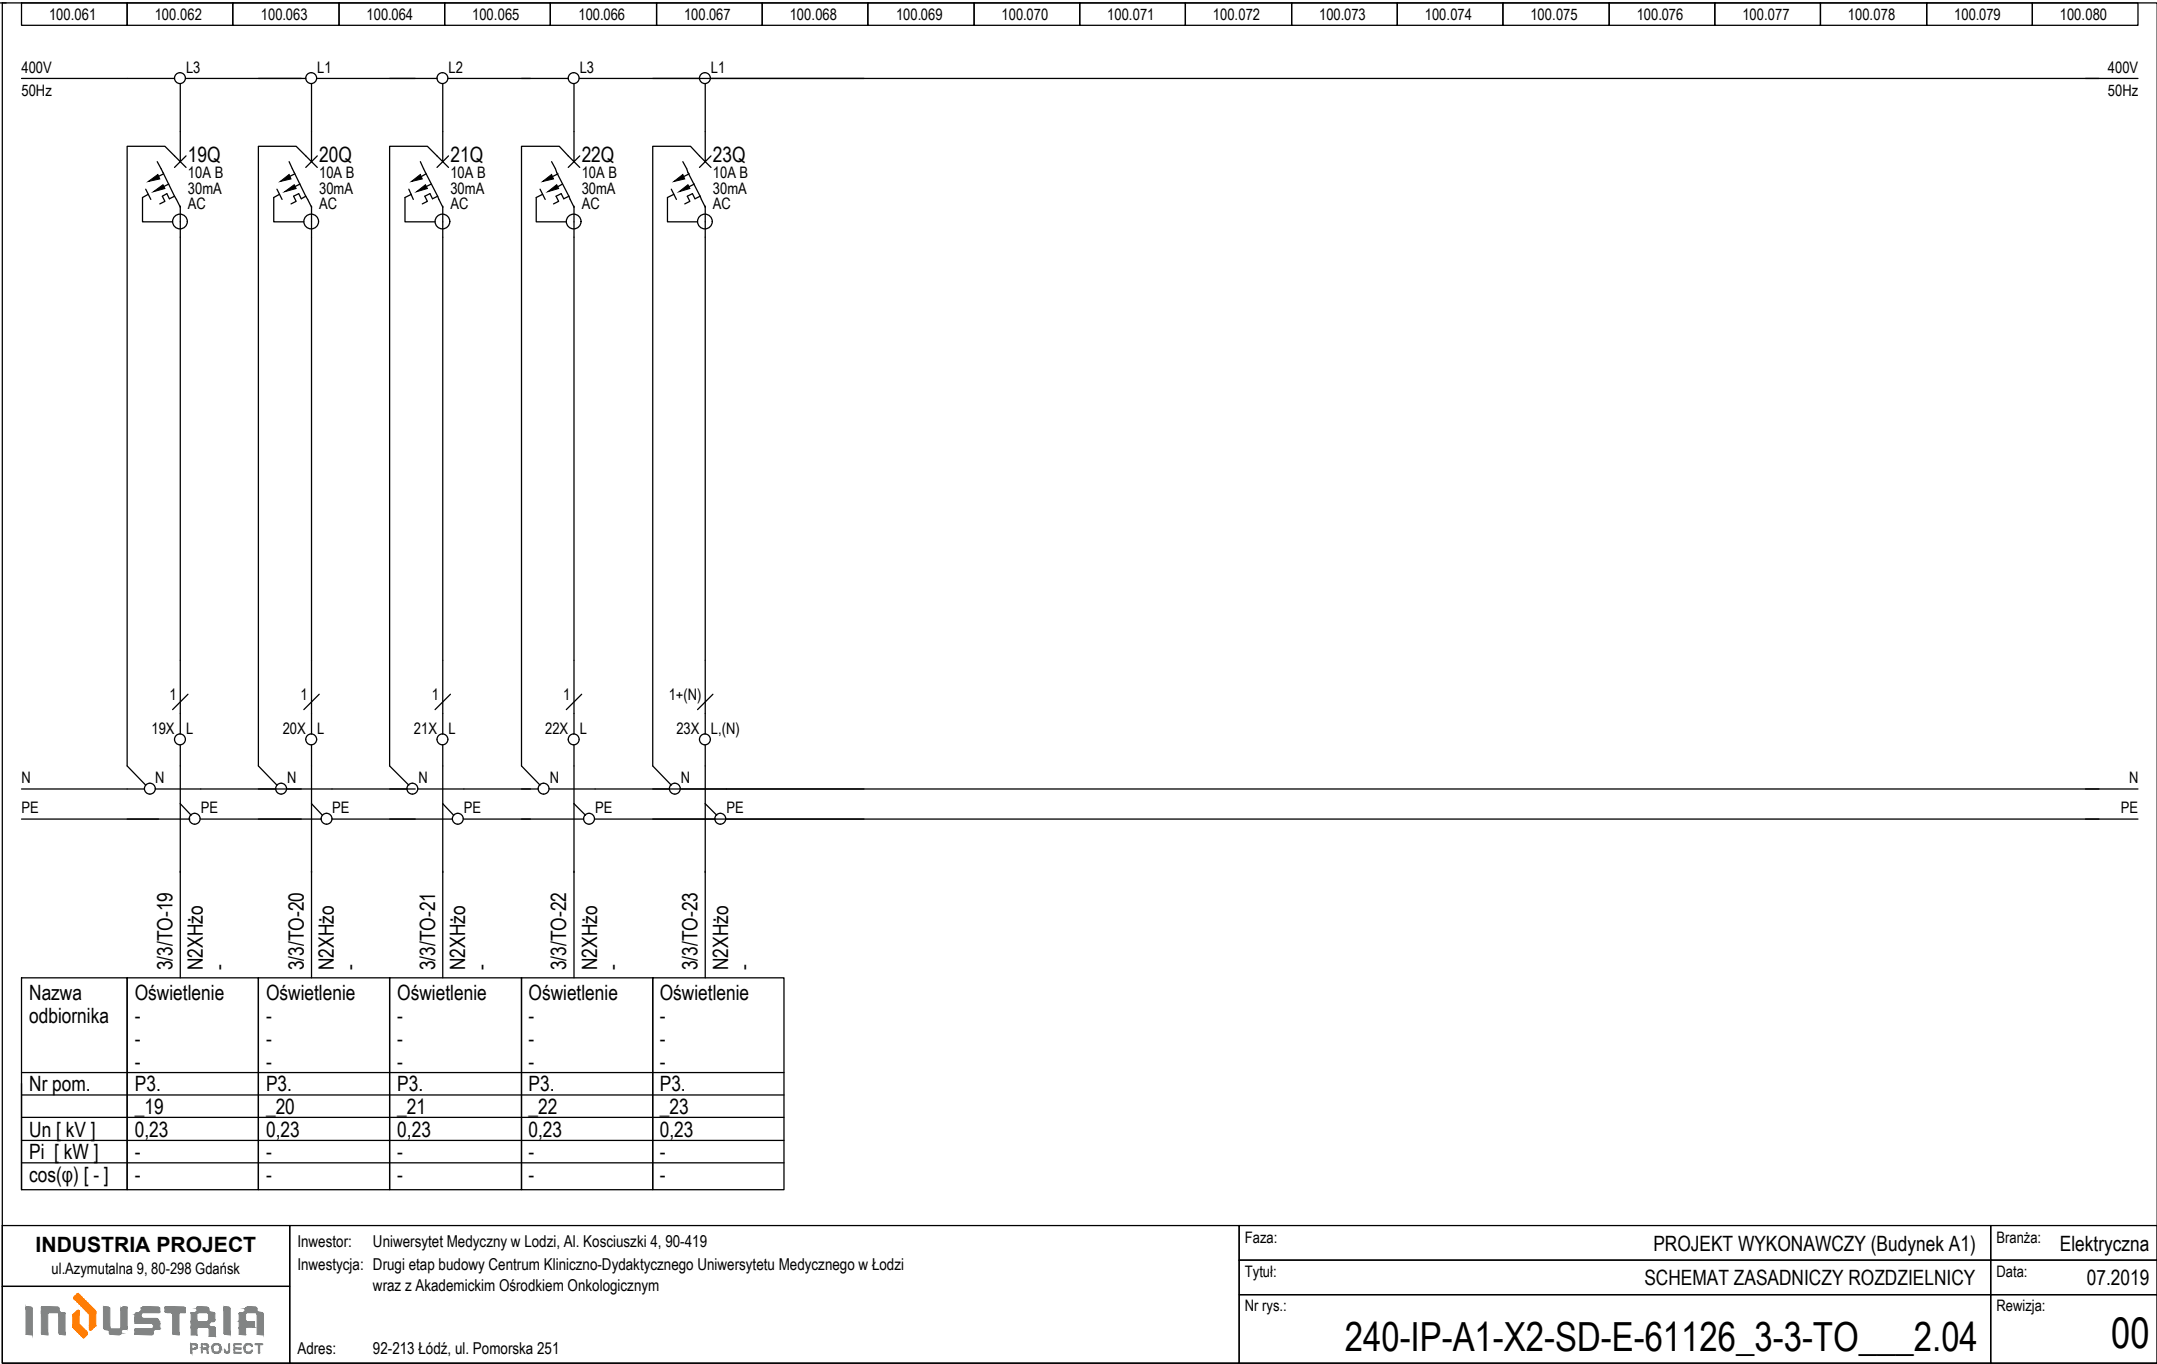 100.061 100.062 100.063 100.064 100.065 100.066 100.067 100.068 100.069 100.070 100.071 100.072 100.073 100.074 100.075 100.076 100.077 100.078 100.079 100.080
400V L3 L1 L2 L3 L1 400V
50Hz 50Hz
19Q 20Q 21Q 22Q 23Q
10A B 10A B 10A B 10A B 10A B
30mA 30mA 30mA 30mA 30mA
AC AC AC AC AC
1 1 1 1 1+(N)
19X L 20X L 21X L 22X L 23X L,(N)
N N N N N N N
PE PE PE PE PE PE PE
3/3/TO-19 3/3/TO-20 3/3/TO-21 3/3/TO-22 3/3/TO-23
N2XHżo N2XHżo N2XHżo N2XHżo N2XHżo
- - - - -
Nazwa Oświetlenie Oświetlenie Oświetlenie Oświetlenie Oświetlenie
odbiornika - - - - -
- - - - -
- - - - -
Nr pom. P3. P3. P3. P3. P3.
_19 _20 _21 _22 _23
Un [ kV ] 0,23 0,23 0,23 0,23 0,23
Pi [ kW ] - - - - -
cos(φ) [ - ] - - - - -
INDUSTRIA PROJECT
ul.Azymutalna 9, 80-298 Gdańsk
INDUSTRIA
PROJECT
Inwestor: Uniwersytet Medyczny w Lodzi, Al. Kosciuszki 4, 90-419
Inwestycja: Drugi etap budowy Centrum Kliniczno-Dydaktycznego Uniwersytetu Medycznego w Łodzi
wraz z Akademickim Ośrodkiem Onkologicznym
Adres: 92-213 Łódź, ul. Pomorska 251
Faza: PROJEKT WYKONAWCZY (Budynek A1)
Tytuł: SCHEMAT ZASADNICZY ROZDZIELNICY
Nr rys.: 240-IP-A1-X2-SD-E-61126_3-3-TO___2.04
Branża: Elektryczna
Data: 07.2019
Rewizja: 00